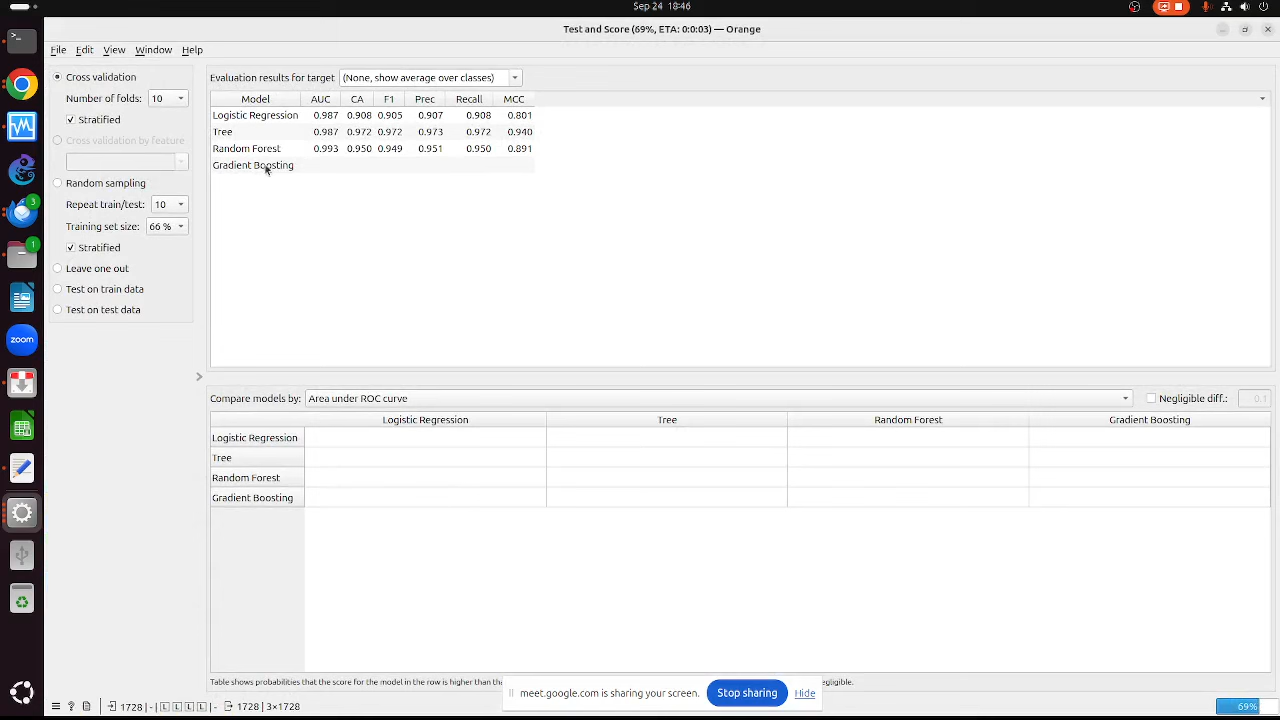 Sep 24 18:46
Test and Score (69%, ETA: 0:0:03) — Orange
File Edit View Window Help
Cross validation
Number of folds: 10
Stratified
Cross validation by feature
Random sampling
Repeat train/test: 10
Training set size: 66 %
Stratified
Leave one out
Test on train data
Test on test data
Evaluation results for target (None, show average over classes)
Model AUC CA F1 Prec Recall MCC
Logistic Regression 0.987 0.908 0.905 0.907 0.908 0.801
Tree 0.987 0.972 0.972 0.973 0.972 0.940
Random Forest 0.993 0.950 0.949 0.951 0.950 0.891
Gradient Boosting
Compare models by: Area under ROC curve Negligible diff.: 0.1
Logistic Regression Tree Random Forest Gradient Boosting
Logistic Regression
Tree
Random Forest
Gradient Boosting
Table shows probabilities that the score for the model in the row is higher tha
negligible.
meet.google.com is sharing your screen. Stop sharing Hide
1728 | - | L L L L | - 1728 | 3×1728
69%
3
1
zoom